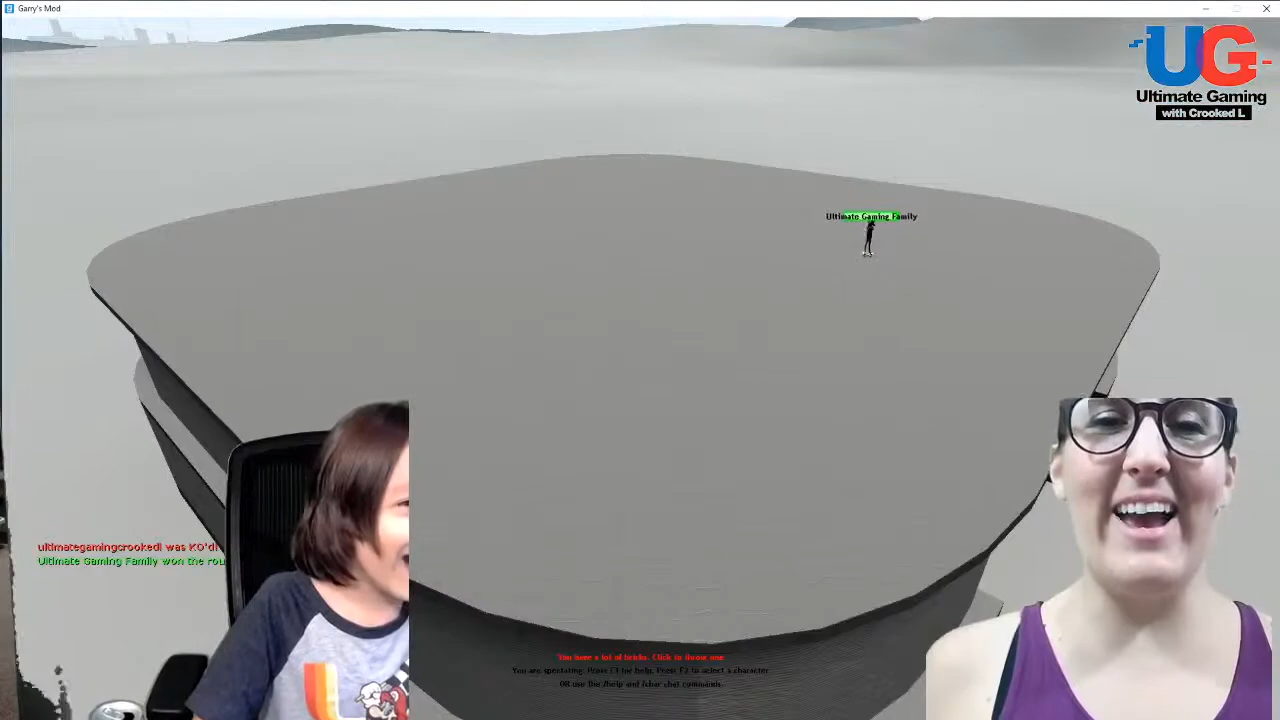 Garry's Mod
UG
Ultimate Gaming
with Crooked L
Ultimate Gaming Family
ultimategamingcrookedl was KO'd!
Ultimate Gaming Family won the rou
You have a lot of bricks. Click to throw one
You are spectating. Press F1 for help. Press F2 to select a character
OR use the /help and /char chat commands.